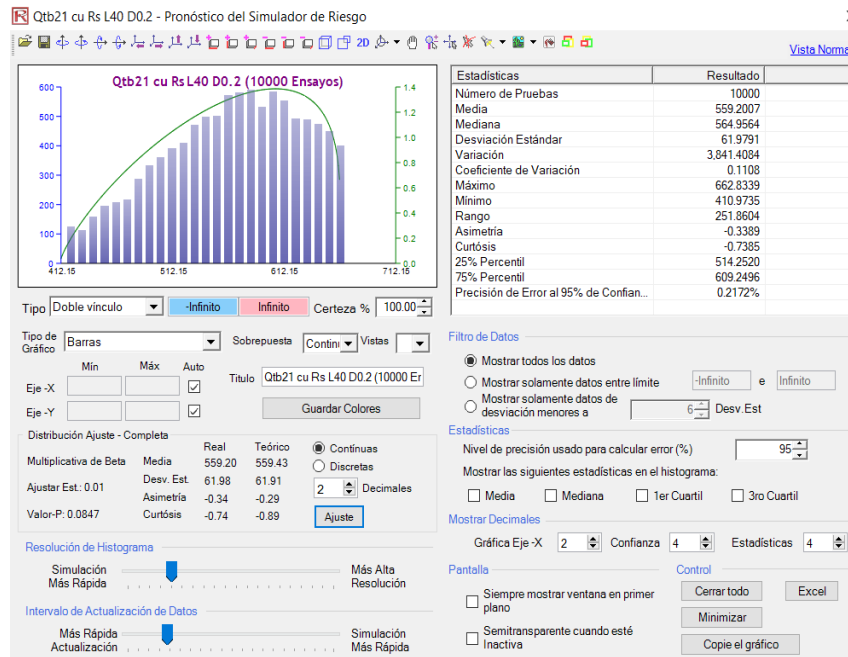 Qtb21 cu Rs L40 D0.2 - Pronóstico del Simulador de Riesgo
2D
Vista Norma
Qtb21 cu Rs L40 D0.2 (10000 Ensayos)
600
500
400
300
200
100
1.4
1.2
1.0
0.8
0.6
0.4
0.2
0.0
412.15 512.15 612.15 712.15
Estadísticas Resultado
Número de Pruebas 10000
Media 559.2007
Mediana 564.9564
Desviación Estándar 61.9791
Variación 3,841.4084
Coeficiente de Variación 0.1108
Máximo 662.8339
Mínimo 410.9735
Rango 251.8604
Asimetría -0.3389
Curtósis -0.7385
25% Percentil 514.2520
75% Percentil 609.2496
Precisión de Error al 95% de Confian... 0.2172%
Tipo Doble vínculo -Infinito Infinito Certeza % 100.00
Tipo de Gráfico Barras Sobrepuesta Continu Vistas
Mín Máx Auto
Eje -X
Eje -Y
Titulo Qtb21 cu Rs L40 D0.2 (10000 Er
Guardar Colores
Distribución Ajuste - Completa
Real Teórico
Multiplicativa de Beta Media 559.20 559.43
Desv. Est. 61.98 61.91
Ajustar Est.: 0.01
Asimetría -0.34 -0.29
Valor-P: 0.0847 Curtósis -0.74 -0.89
Contínuas
Discretas
2 Decimales
Ajuste
Resolución de Histograma
Simulación Más Rápida
Más Alta Resolución
Intervalo de Actualización de Datos
Más Rápida Actualización
Simulación Más Rápida
Filtro de Datos
Mostrar todos los datos
Mostrar solamente datos entre límite -Infinito e Infinito
Mostrar solamente datos de desviación menores a 6 Desv.Est
Estadísticas
Nivel de precisión usado para calcular error (%) 95
Mostrar las siguientes estadísticas en el histograma:
Media Mediana 1er Cuartil 3ro Cuartil
Mostrar Decimales
Gráfica Eje -X 2 Confianza 4 Estadísticas 4
Pantalla
Siempre mostrar ventana en primer plano
Semitransparente cuando esté Inactiva
Control
Cerrar todo Excel
Minimizar
Copie el gráfico